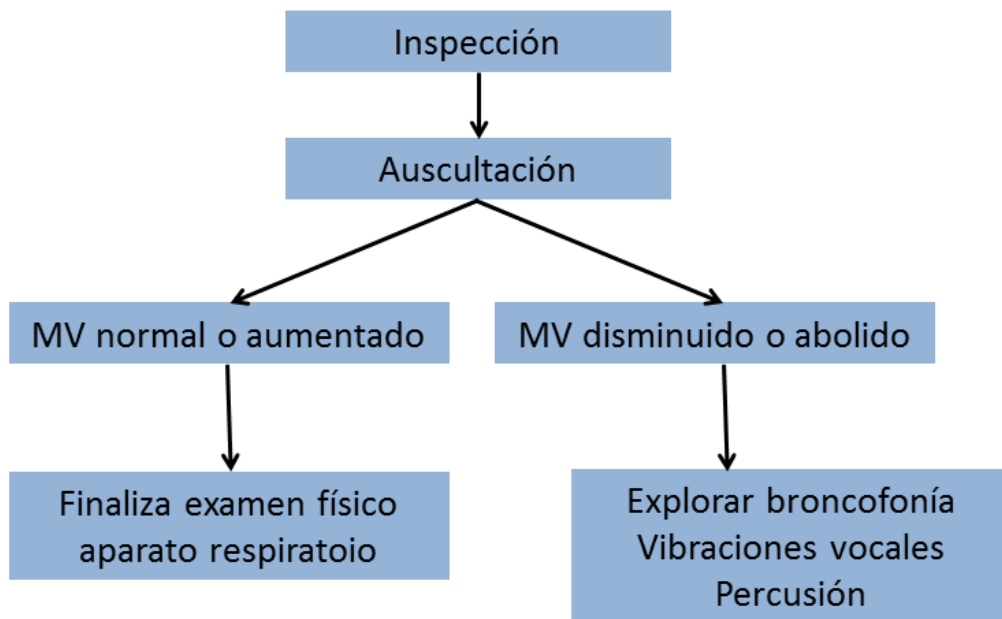 Inspección
Auscultación
MV normal o aumentado
MV disminuido o abolido
Finaliza examen físico
aparato respiratoio
Explorar broncofonía
Vibraciones vocales
Percusión